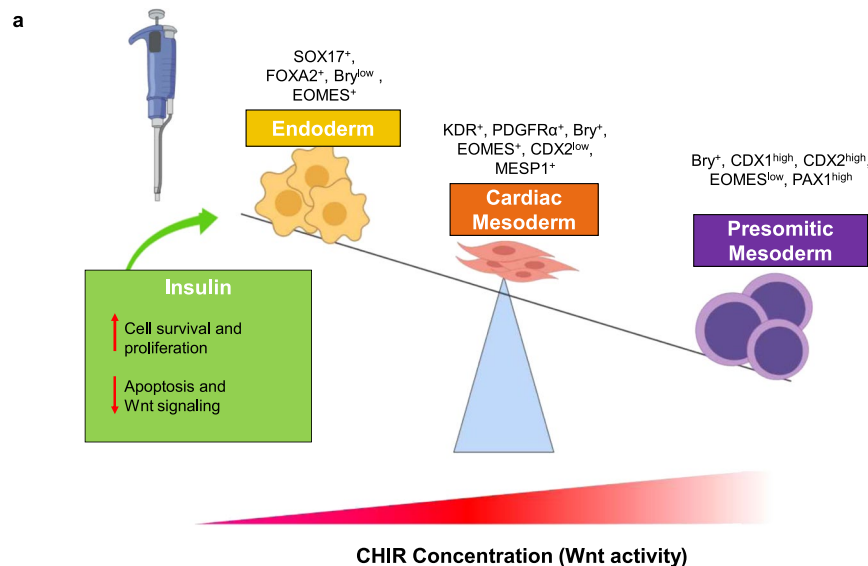 a
SOX17⁺,
FOXA2⁺, Bryˡᵒʷ ,
EOMES⁺
Endoderm
KDR⁺, PDGFRα⁺, Bry⁺,
EOMES⁺, CDX2ˡᵒʷ,
MESP1⁺
Cardiac
Mesoderm
Bry⁺, CDX1ʰⁱᵍʰ, CDX2ʰⁱᵍʰ,
EOMESˡᵒʷ, PAX1ʰⁱᵍʰ
Presomitic
Mesoderm
Insulin
Cell survival and
proliferation
Apoptosis and
Wnt signaling
CHIR Concentration (Wnt activity)